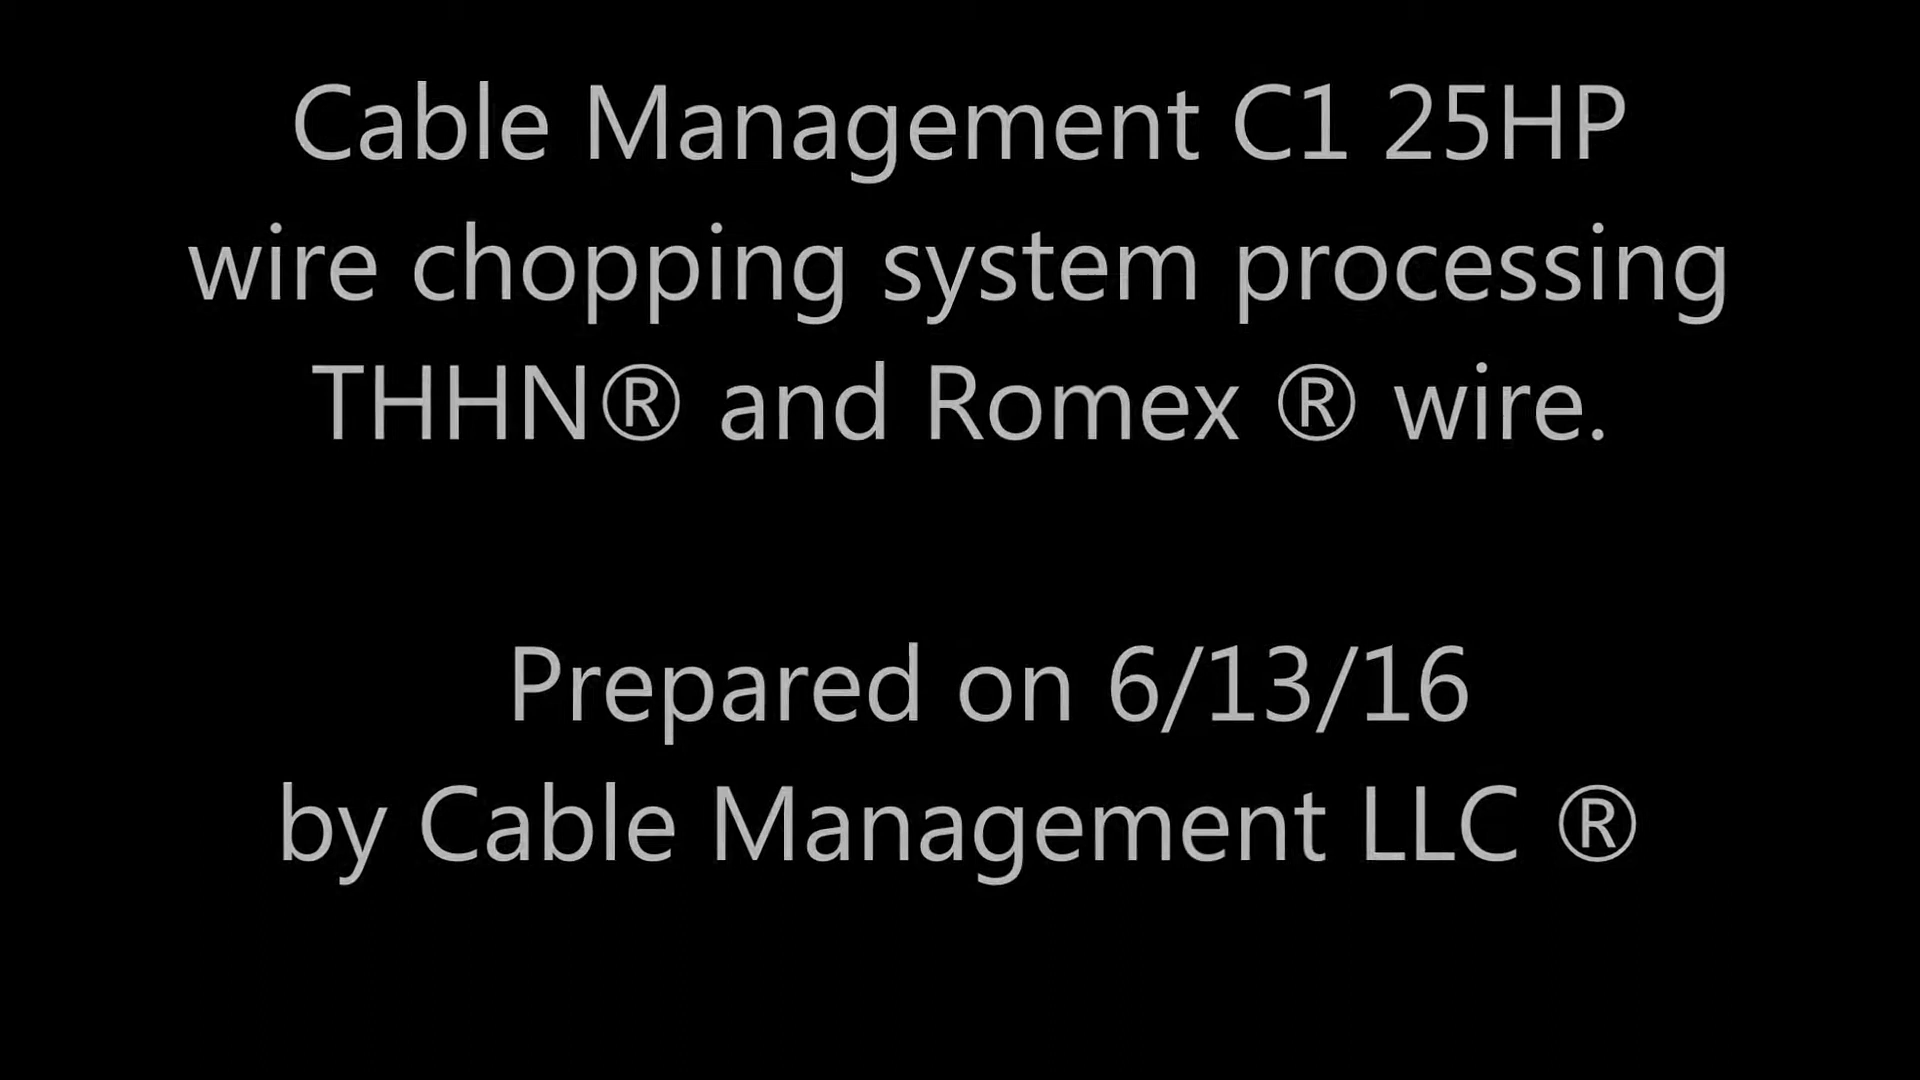 Cable Management C1 25HP
wire chopping system processing
THHN® and Romex ® wire.
Prepared on 6/13/16
by Cable Management LLC ®